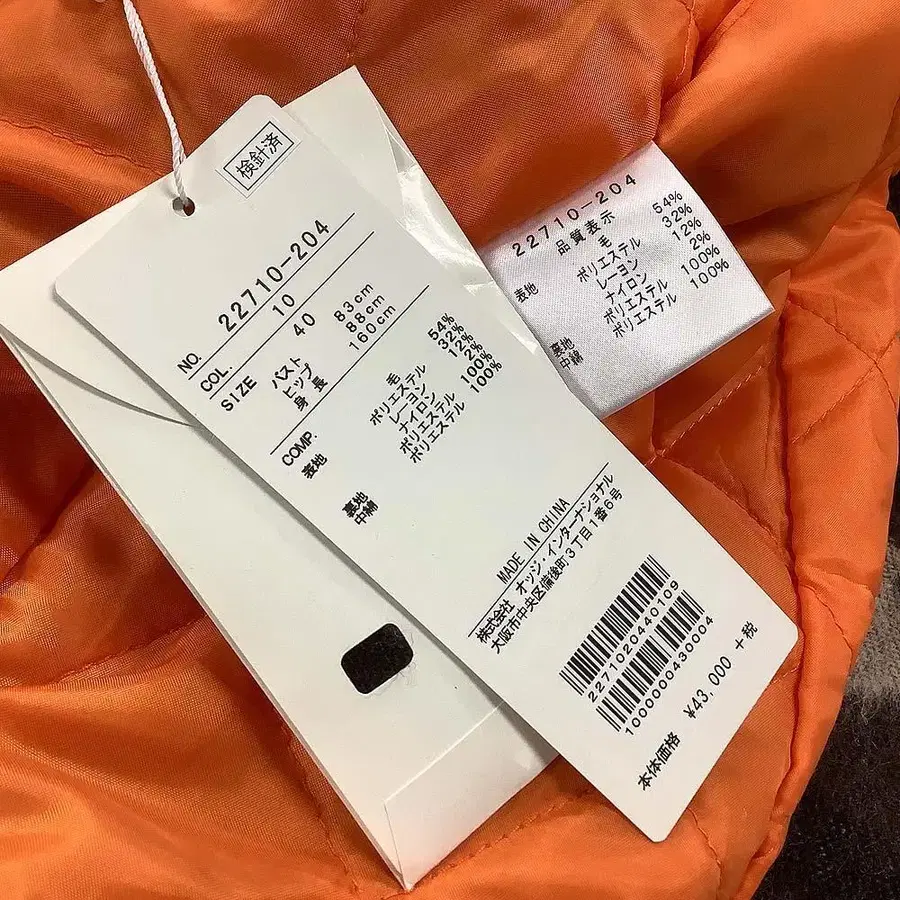 検針済
NO. 22710-204
COL. 10
SIZE 40
バスト 83cm
ヒップ 88cm
身長 160cm
COMP.
表地 毛 54%
ポリエステル 32%
レーヨン 12%
ナイロン 2%
裏地 ポリエステル 100%
中綿 ポリエステル 100%
MADE IN CHINA
株式会社 オッジ・インターナショナル
大阪市中央区備後町3丁目1番6号
2271020440109
1000000430004
本体価格 ¥43,000 +税
22710-204
品質表示
表地 毛 54%
ポリエステル 32%
レーヨン 12%
ナイロン 2%
裏地 ポリエステル 100%
中綿 ポリエステル 100%